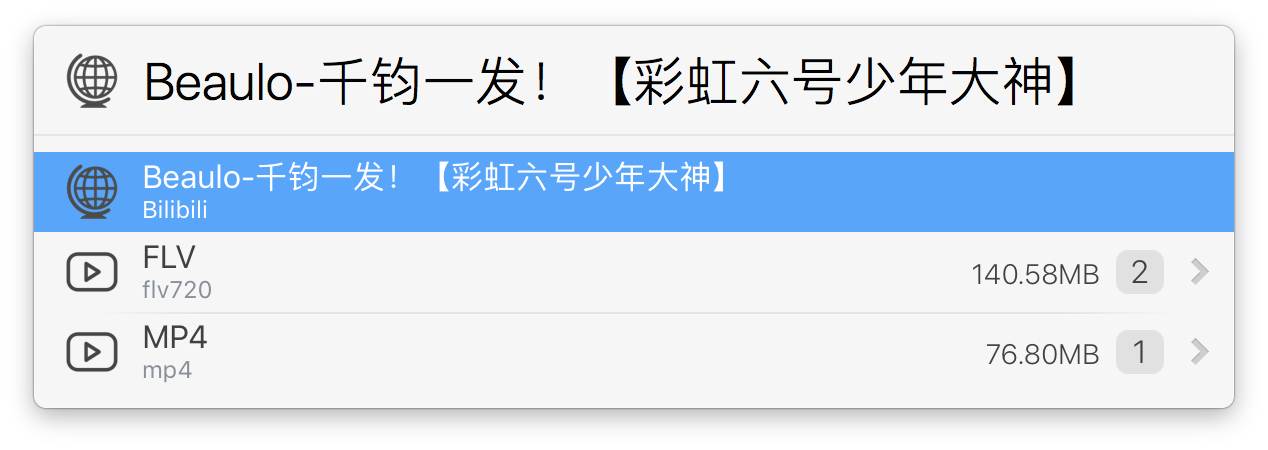 Beaulo-千钧一发！【彩虹六号少年大神】
Beaulo-千钧一发！【彩虹六号少年大神】
Bilibili
FLV
flv720
140.58MB 2
MP4
mp4
76.80MB 1